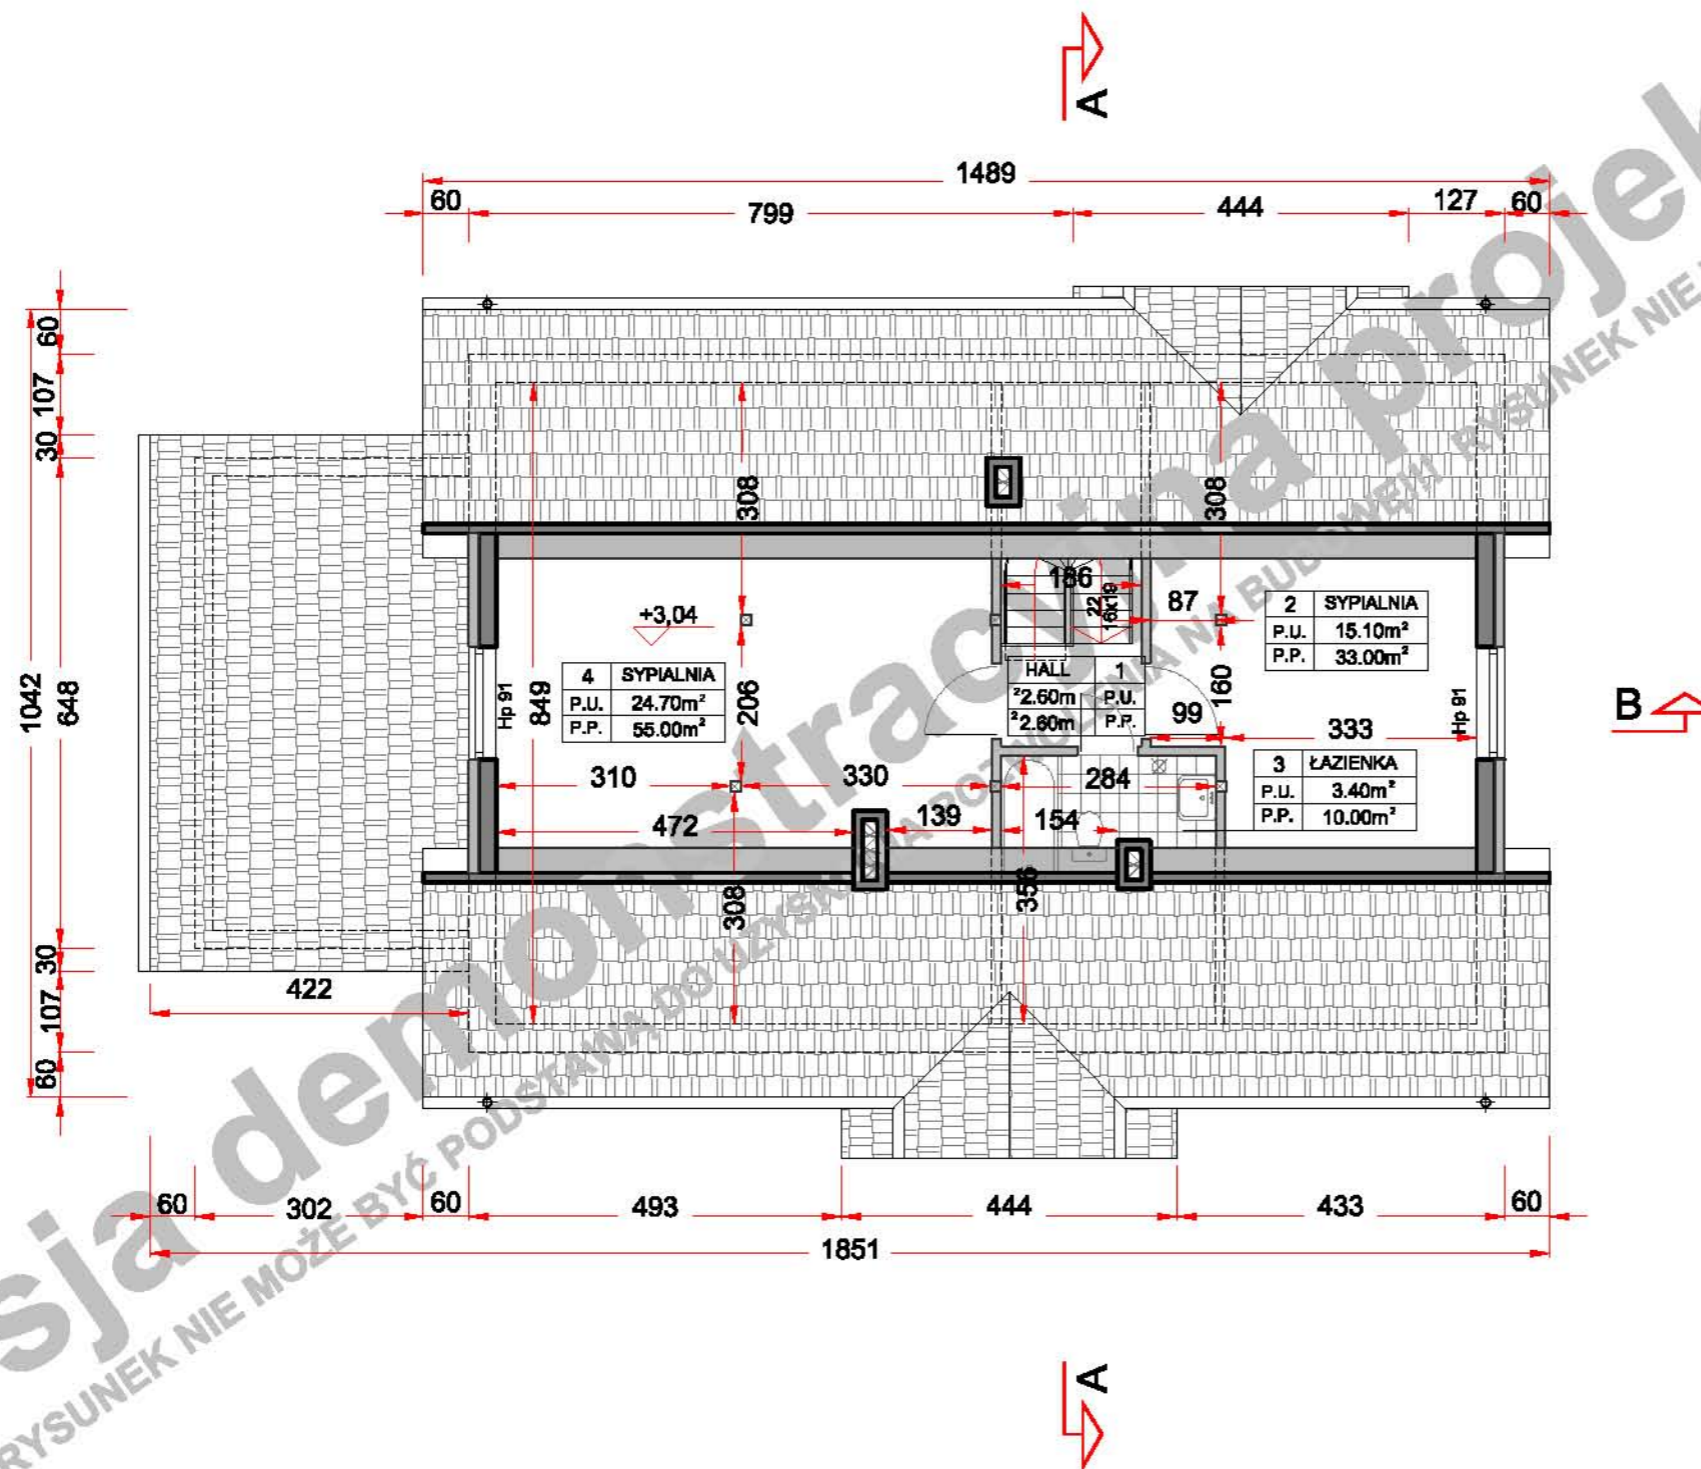 A
1489
60 799 444 127 60
60
107
30
1042
648
30
107
60
308
308
849
+3,04
206
4 SYPIALNIA
P.U. 24.70m²
P.P. 55.00m²
Hp 91
186
22
16x19
87
2 SYPIALNIA
P.U. 15.10m²
P.P. 33.00m²
HALL 1
²2.60m P.U.
²2.60m P.P.
160
99
333
Hp 91
B
3 ŁAZIENKA
P.U. 3.40m²
P.P. 10.00m²
310 330 284
472 139 154
308
356
422
60 302 60 493 444 433 60
1851
A
sja demonstracyjna projek
RYSUNEK NIE MOŻE BYĆ PODSTAWĄ DO UZYSKANIA POZWOLENIA NA BUDOWĘ!!! RYSUNEK NIE